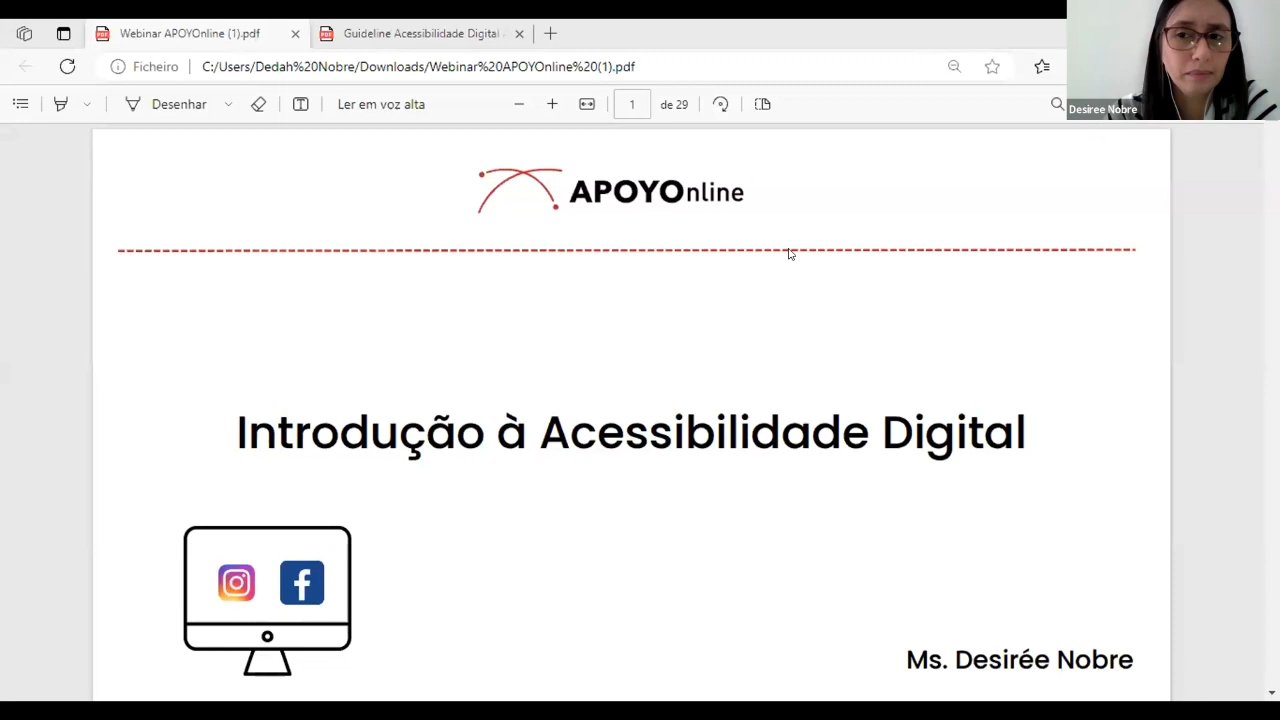 Webinar APOYOnline (1).pdf
Guideline Acessibilidade Digital
Ficheiro
C:/Users/Dedah%20Nobre/Downloads/Webinar%20APOYOnline%20(1).pdf
Desenhar
Ler em voz alta
1
de 29
Desiree Nobre
APOYOnline
Introdução à Acessibilidade Digital
Ms. Desirée Nobre